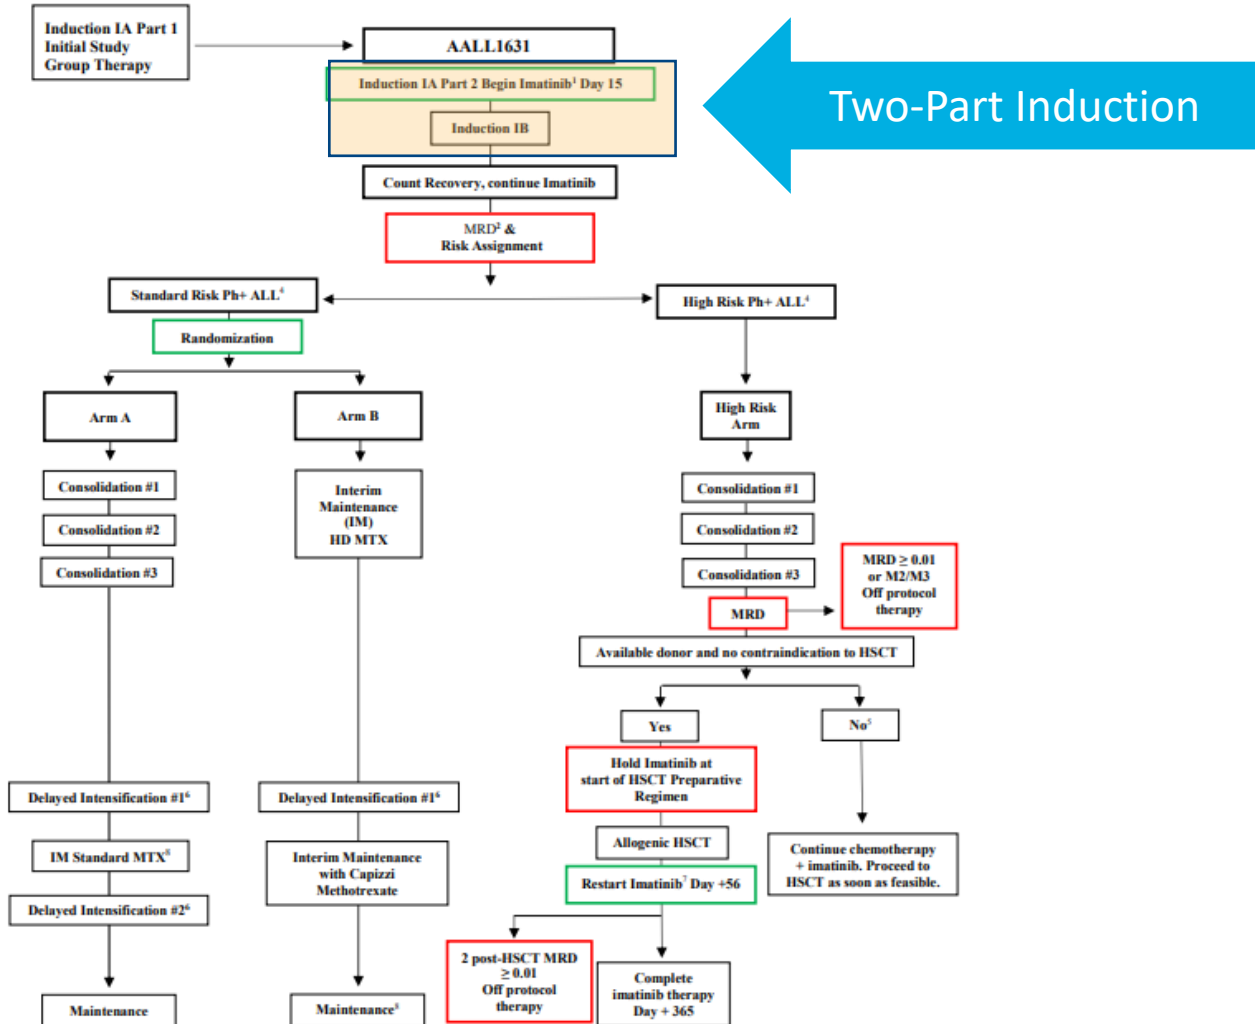 Induction IA Part 1
Initial Study
Group Therapy
AALL1631
Induction IA Part 2 Begin Imatinib¹ Day 15
Induction IB
Two-Part Induction
Count Recovery, continue Imatinib
MRD² &
Risk Assignment
Standard Risk Ph+ ALL⁴
High Risk Ph+ ALL⁴
Randomization
Arm A
Arm B
High Risk
Arm
Consolidation #1
Consolidation #2
Consolidation #3
Interim
Maintenance
(IM)
HD MTX
Consolidation #1
Consolidation #2
Consolidation #3
MRD
MRD ≥ 0.01
or M2/M3
Off protocol
therapy
Available donor and no contraindication to HSCT
Yes
No⁵
Hold Imatinib at
start of HSCT Preparative
Regimen
Delayed Intensification #1⁶
Delayed Intensification #1⁶
Allogenic HSCT
Continue chemotherapy
+ imatinib. Proceed to
HSCT as soon as feasible.
IM Standard MTX⁸
Interim Maintenance
with Capizzi
Methotrexate
Restart Imatinib⁷ Day +56
Delayed Intensification #2⁶
2 post-HSCT MRD
≥ 0.01
Off protocol
therapy
Complete
imatinib therapy
Day + 365
Maintenance
Maintenance⁸